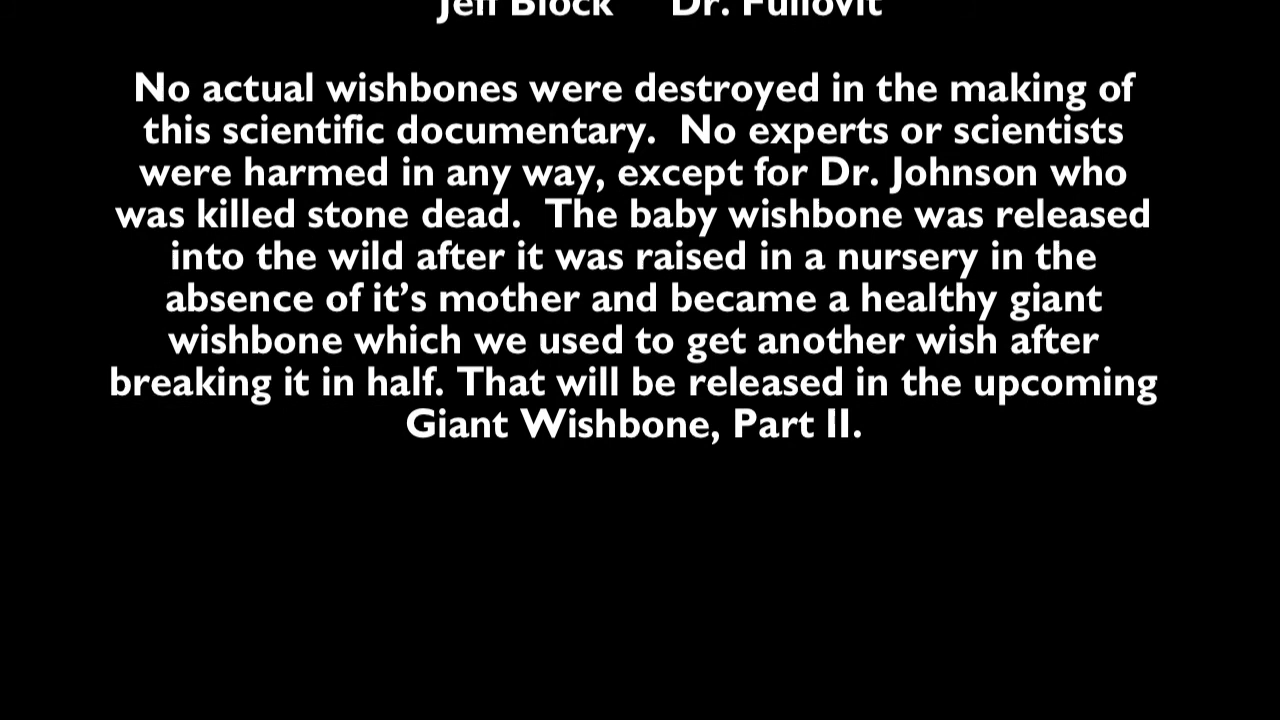 Jeff Block Dr. Fullovit
No actual wishbones were destroyed in the making of
this scientific documentary. No experts or scientists
were harmed in any way, except for Dr. Johnson who
was killed stone dead. The baby wishbone was released
into the wild after it was raised in a nursery in the
absence of it’s mother and became a healthy giant
wishbone which we used to get another wish after
breaking it in half. That will be released in the upcoming
Giant Wishbone, Part II.